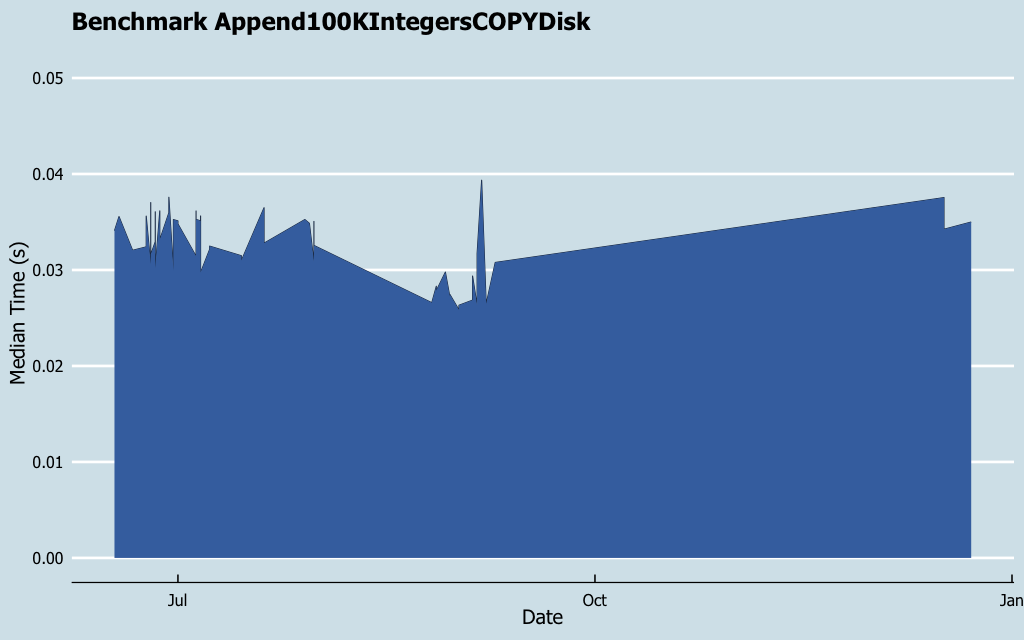 Benchmark Append100KIntegersCOPYDisk
0.05
0.04
0.03
0.02
0.01
0.00
Median Time (s)
Jul
Oct
Jan
Date